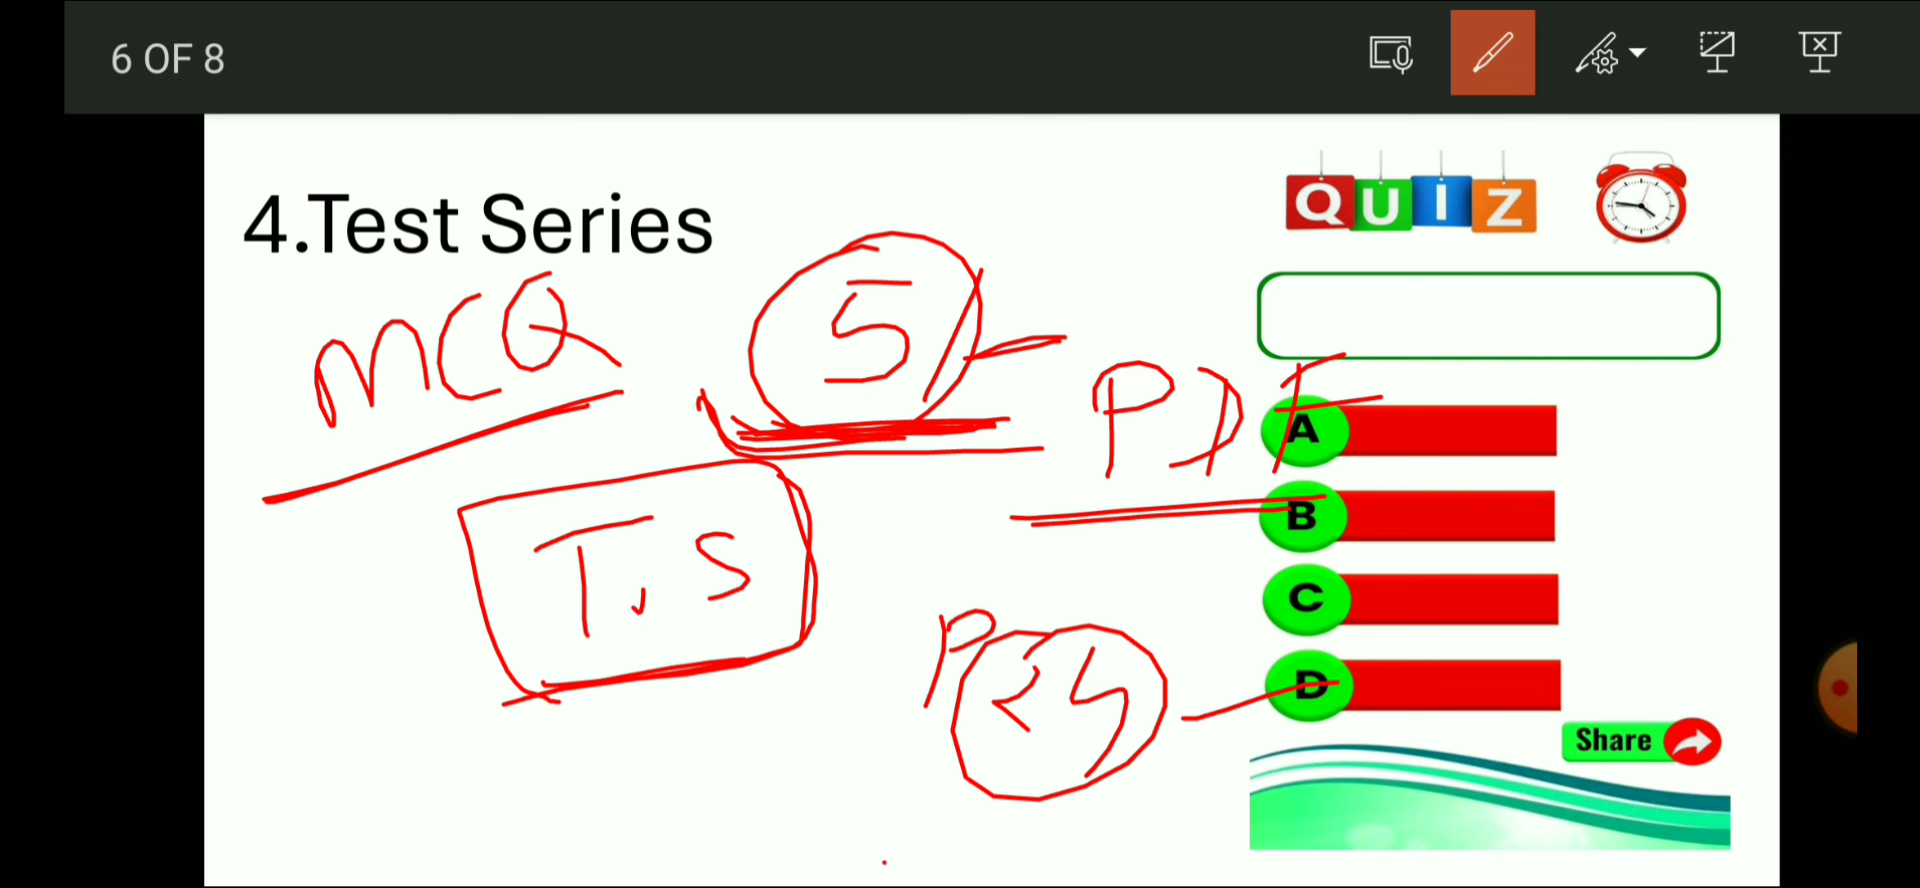 6 OF 8
QUIZ
4.Test Series
MCQ
5
PDF
A
B
T.S
C
D
Share